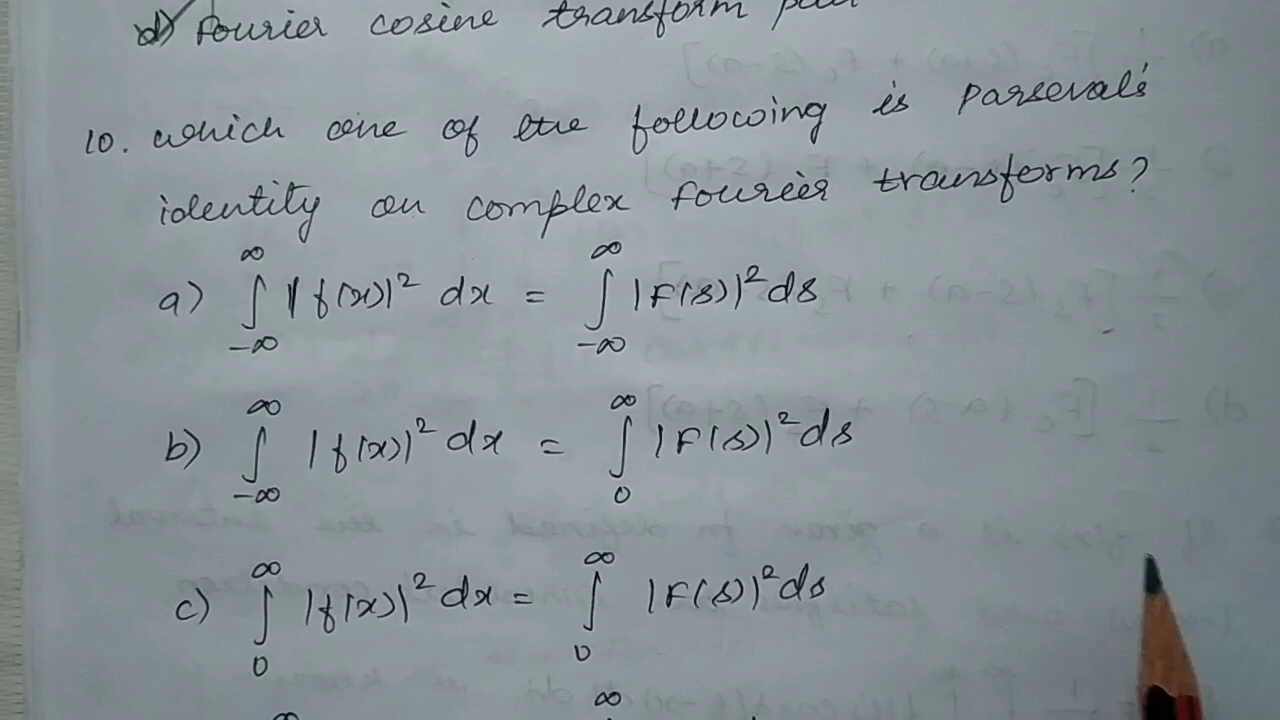 d) Fourier cosine transform pair
10. which one of the following is parseval's
identity on complex fourier transforms?
a) ∫_{-∞}^{∞} |f(x)|² dx = ∫_{-∞}^{∞} |F(s)|² ds
b) ∫_{-∞}^{∞} |f(x)|² dx = ∫_{0}^{∞} |F(s)|² ds
c) ∫_{0}^{∞} |f(x)|² dx = ∫_{0}^{∞} |F(s)|² ds
∞ ∞